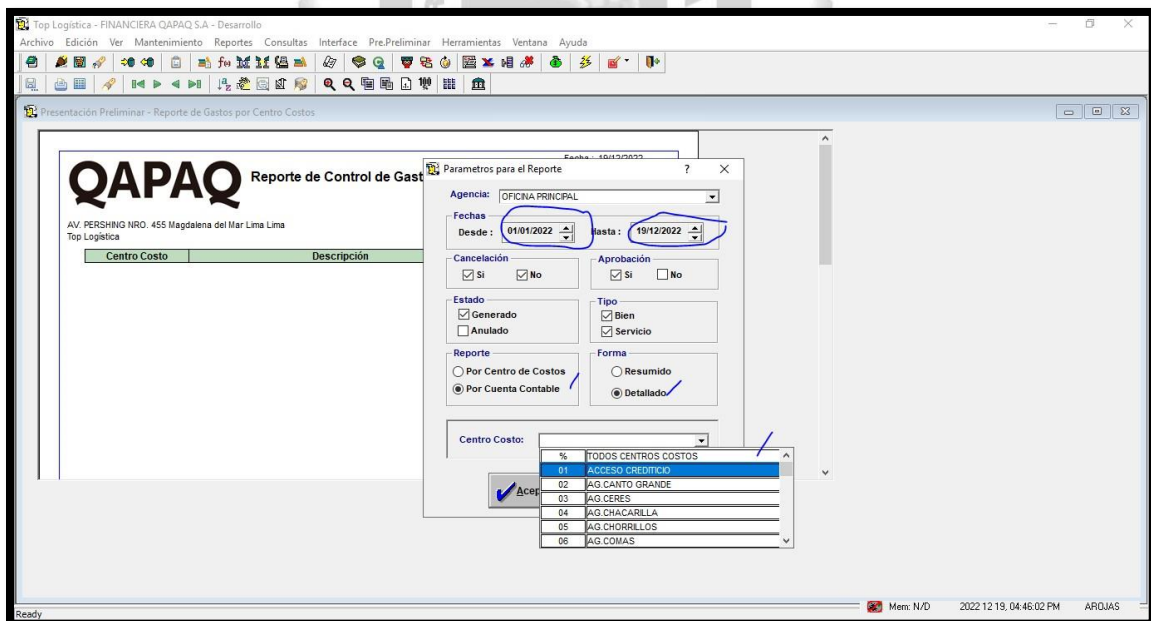 Top Logística - FINANCIERA QAPAQ S.A - Desarrollo
Archivo Edición Ver Mantenimiento Reportes Consultas Interface Pre.Preliminar Herramientas Ventana Ayuda
Presentación Preliminar - Reporte de Gastos por Centro Costos
Fecha : 19/12/2022
QAPAQ
Reporte de Control de Gast
AV. PERSHING NRO. 455 Magdalena del Mar Lima Lima
Top Logística
Centro Costo Descripción
Parametros para el Reporte
Agencia: OFICINA PRINCIPAL
Fechas
Desde : 01/01/2022 Hasta : 19/12/2022
Cancelación Aprobación
Si No Si No
Estado Tipo
Generado Bien
Anulado Servicio
Reporte Forma
Por Centro de Costos Resumido
Por Cuenta Contable Detallado
Centro Costo:
% TODOS CENTROS COSTOS
01 ACCESO CREDITICIO
02 AG.CANTO GRANDE
03 AG.CERES
04 AG.CHACARILLA
05 AG.CHORRILLOS
06 AG.COMAS
Acep
Ready Mem: N/D 2022 12 19, 04:46:02 PM AROJAS